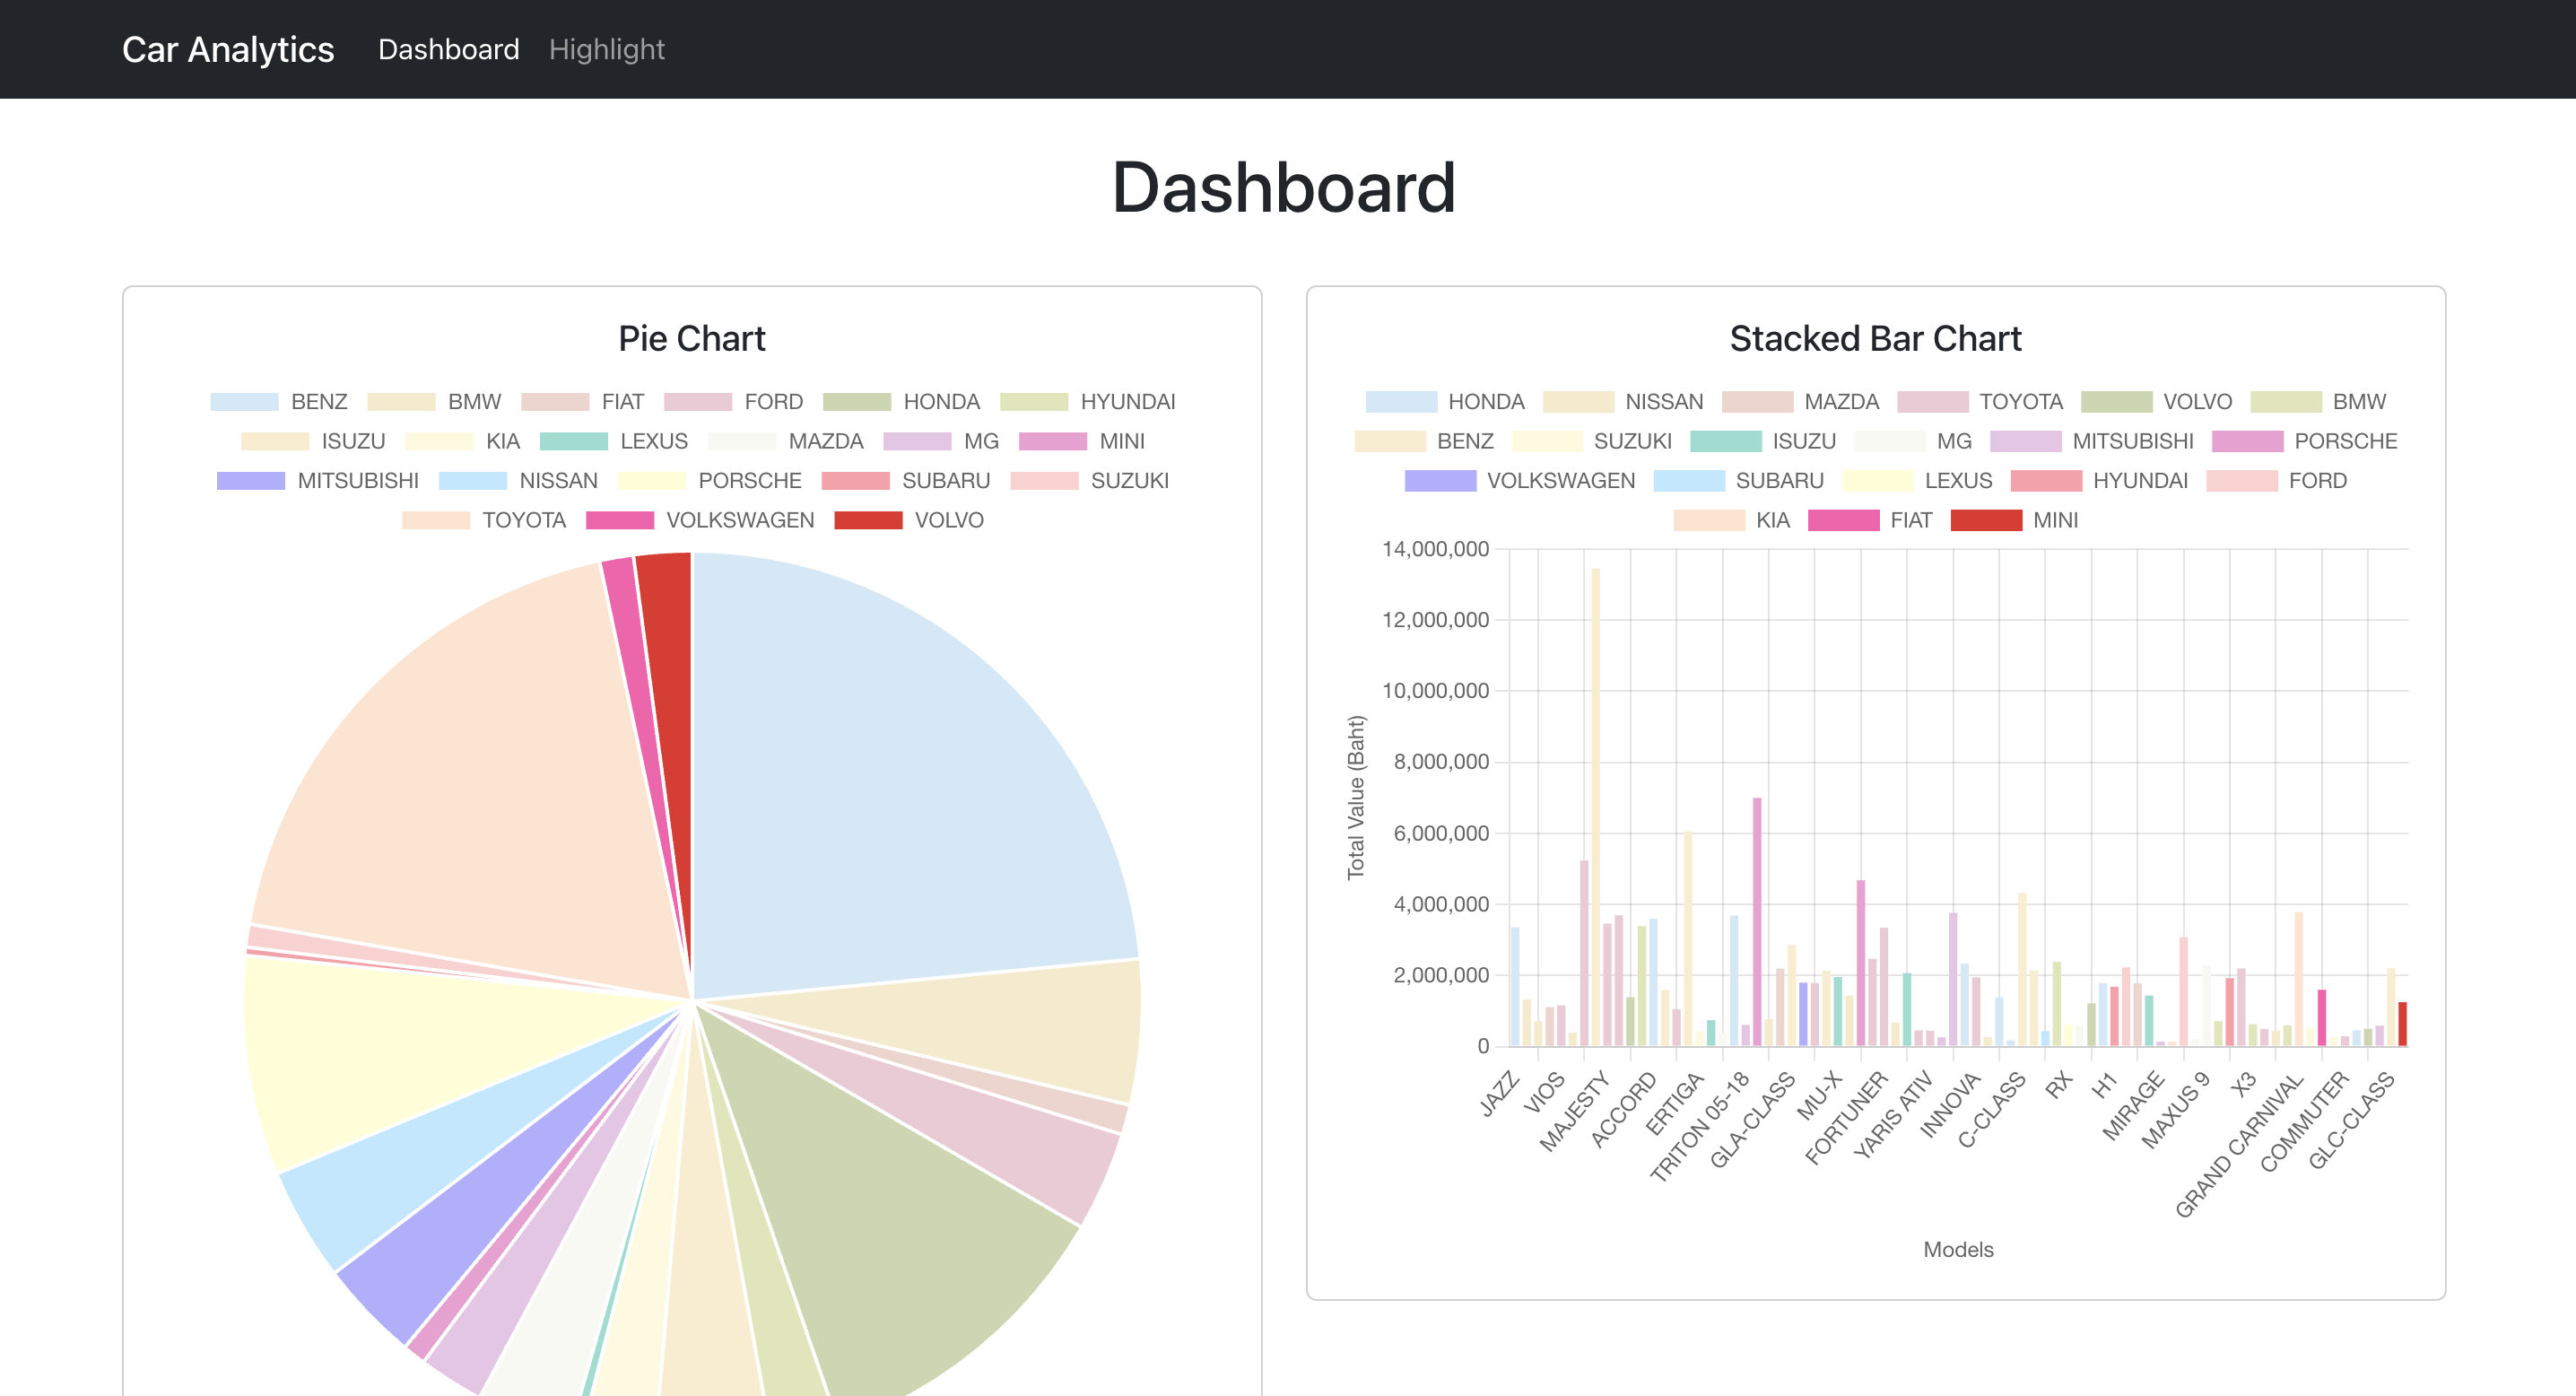 Car Analytics Dashboard Highlight
Dashboard
Pie Chart
BENZ BMW FIAT FORD HONDA HYUNDAI
ISUZU KIA LEXUS MAZDA MG MINI
MITSUBISHI NISSAN PORSCHE SUBARU SUZUKI
TOYOTA VOLKSWAGEN VOLVO
Stacked Bar Chart
HONDA NISSAN MAZDA TOYOTA VOLVO BMW
BENZ SUZUKI ISUZU MG MITSUBISHI PORSCHE
VOLKSWAGEN SUBARU LEXUS HYUNDAI FORD
KIA FIAT MINI
14,000,000
12,000,000
10,000,000
8,000,000
6,000,000
4,000,000
2,000,000
0
Total Value (Baht)
JAZZ
VIOS
MAJESTY
ACCORD
ERTIGA
TRITON 05-18
GLA-CLASS
MU-X
FORTUNER
YARIS ATIV
INNOVA
C-CLASS
RX
H1
MIRAGE
MAXUS 9
X3
GRAND CARNIVAL
COMMUTER
GLC-CLASS
Models